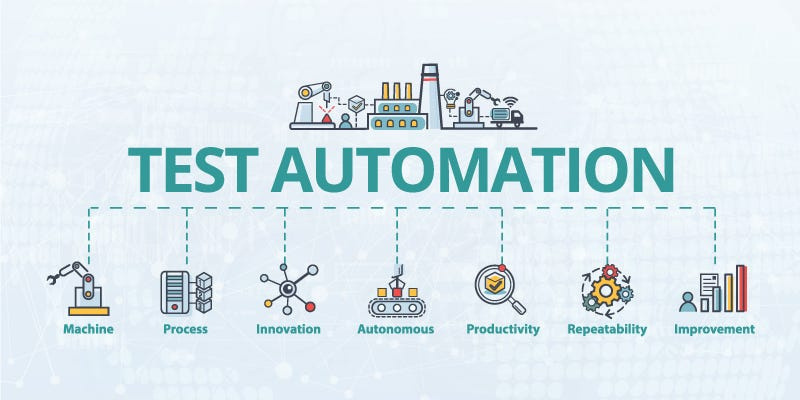 TEST AUTOMATION
Machine
Process
Innovation
Autonomous
Productivity
Repeatability
Improvement